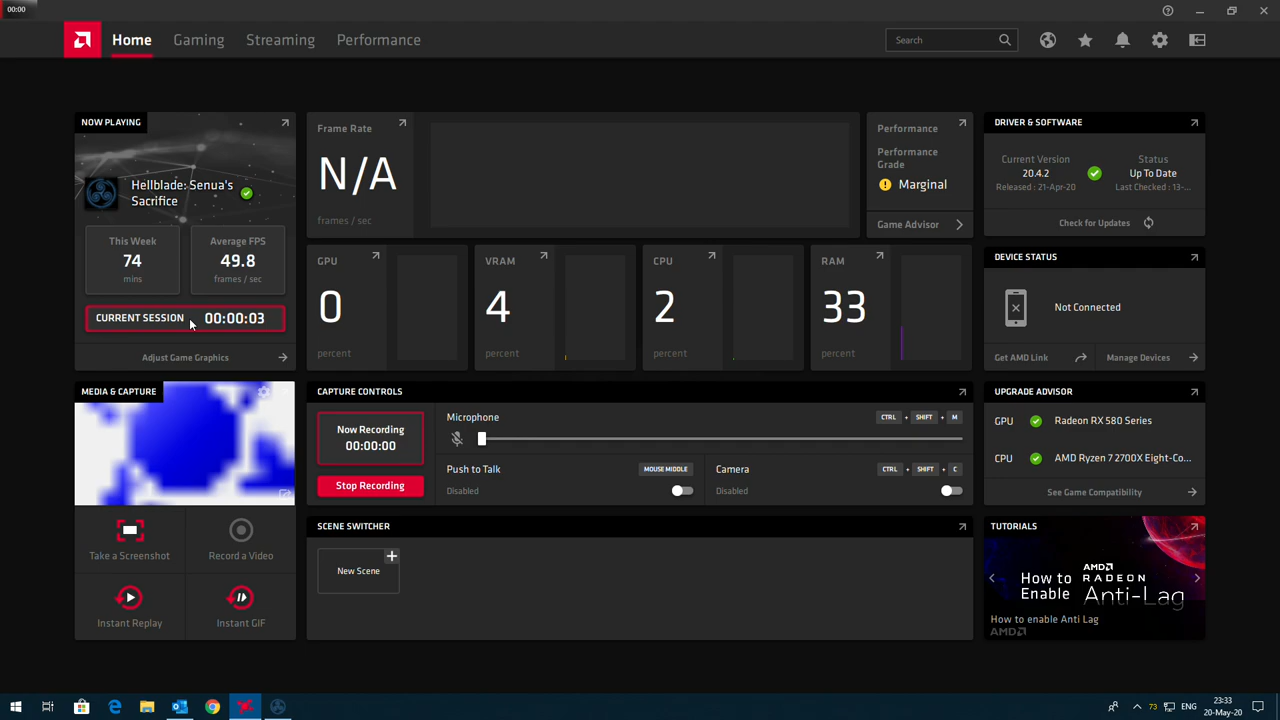 00:00
Home
Gaming
Streaming
Performance
Search
NOW PLAYING
Hellblade: Senua's
Sacrifice
This Week
74
mins
Average FPS
49.8
frames / sec
CURRENT SESSION 00:00:03
Adjust Game Graphics
Frame Rate
N/A
frames / sec
Performance
Performance
Grade
Marginal
Game Advisor
GPU
0
percent
VRAM
4
percent
CPU
2
percent
RAM
33
percent
DRIVER & SOFTWARE
Current Version
20.4.2
Released : 21-Apr-20
Status
Up To Date
Last Checked : 13-...
Check for Updates
DEVICE STATUS
Not Connected
Get AMD Link
Manage Devices
MEDIA & CAPTURE
Take a Screenshot
Record a Video
Instant Replay
Instant GIF
CAPTURE CONTROLS
Now Recording
00:00:00
Stop Recording
Microphone
CTRL + SHIFT + M
Push to Talk
MOUSE MIDDLE
Disabled
Camera
CTRL + SHIFT + C
Disabled
SCENE SWITCHER
New Scene
UPGRADE ADVISOR
GPU Radeon RX 580 Series
CPU AMD Ryzen 7 2700X Eight-Co...
See Game Compatibility
TUTORIALS
AMD
RADEON
How to
Enable
Anti-Lag
How to enable Anti Lag
AMD
73
ENG
23:33
20-May-20